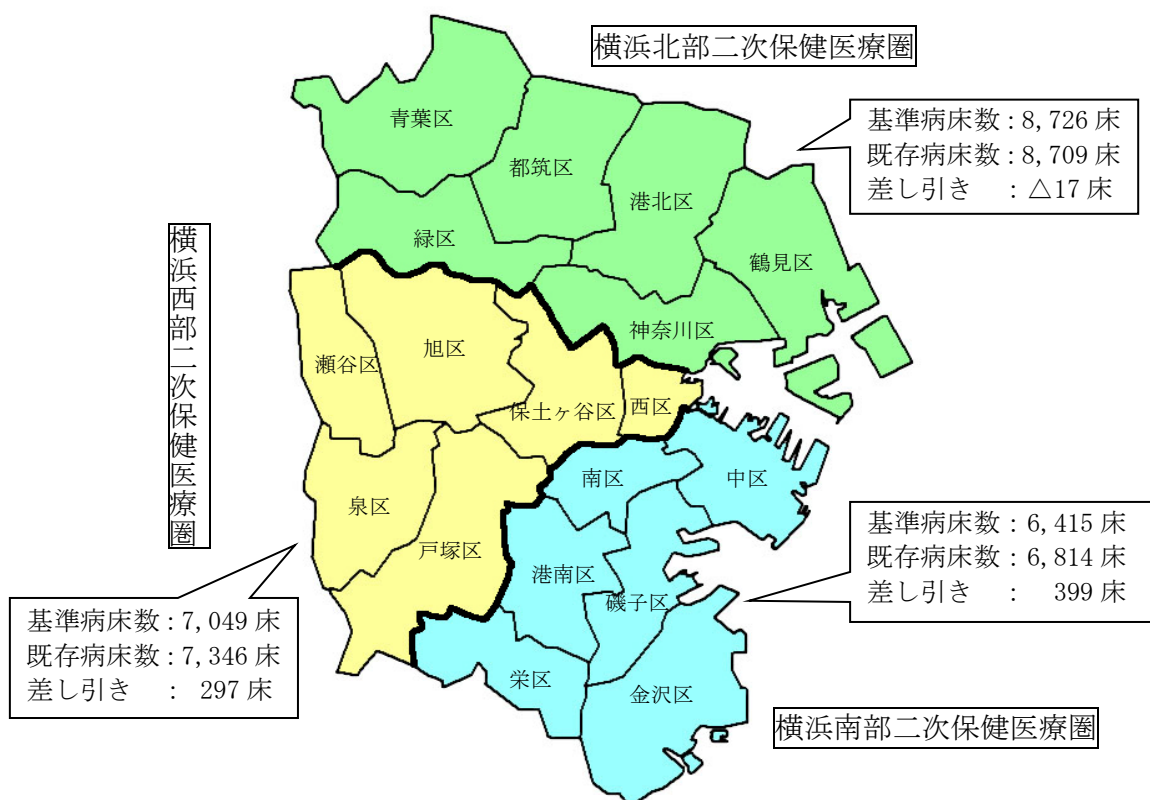 横浜北部二次保健医療圏
基準病床数：8,726 床
既存病床数：8,709 床
差し引き　：△17 床
青葉区
都筑区
港北区
緑区
鶴見区
神奈川区
横浜西部二次保健医療圏
瀬谷区
旭区
保土ヶ谷区
西区
泉区
戸塚区
南区
中区
港南区
磯子区
栄区
金沢区
基準病床数：6,415 床
既存病床数：6,814 床
差し引き　：　399 床
基準病床数：7,049 床
既存病床数：7,346 床
差し引き　：　297 床
横浜南部二次保健医療圏